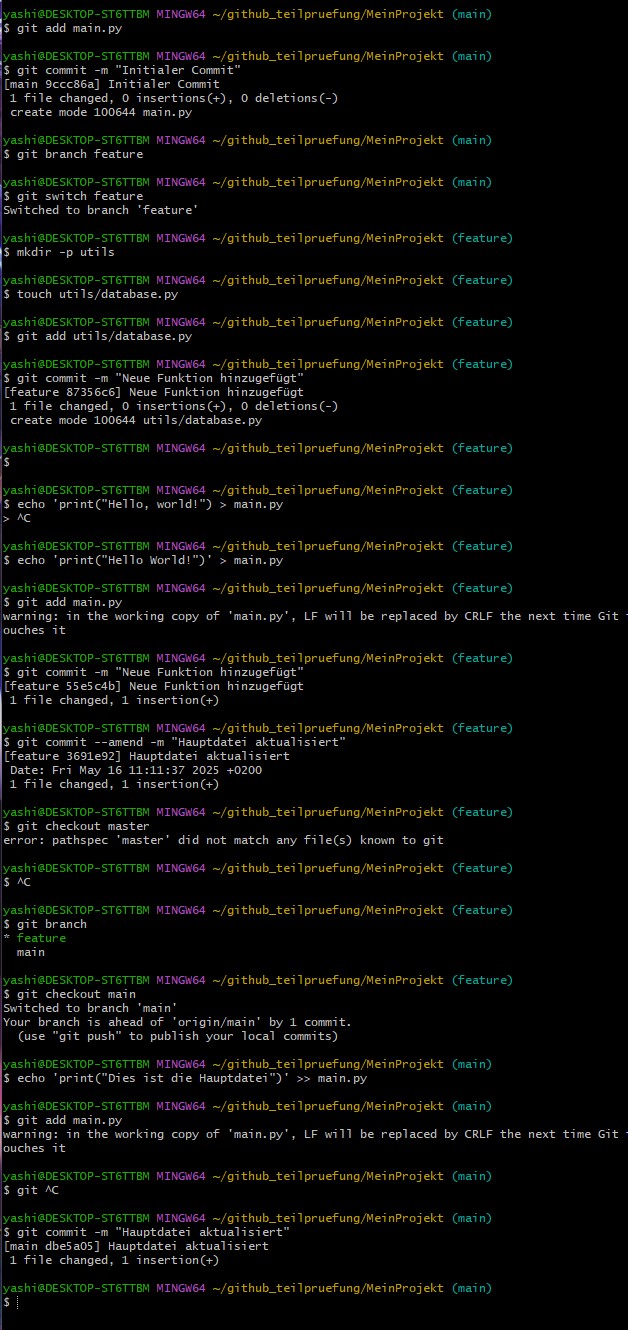 yashi@DESKTOP-ST6TTBM MINGW64 ~/github_teilpruefung/MeinProjekt (main)
$ git add main.py
yashi@DESKTOP-ST6TTBM MINGW64 ~/github_teilpruefung/MeinProjekt (main)
$ git commit -m "Initialer Commit"
[main 9ccc86a] Initialer Commit
 1 file changed, 0 insertions(+), 0 deletions(-)
 create mode 100644 main.py
yashi@DESKTOP-ST6TTBM MINGW64 ~/github_teilpruefung/MeinProjekt (main)
$ git branch feature
yashi@DESKTOP-ST6TTBM MINGW64 ~/github_teilpruefung/MeinProjekt (main)
$ git switch feature
Switched to branch 'feature'
yashi@DESKTOP-ST6TTBM MINGW64 ~/github_teilpruefung/MeinProjekt (feature)
$ mkdir -p utils
yashi@DESKTOP-ST6TTBM MINGW64 ~/github_teilpruefung/MeinProjekt (feature)
$ touch utils/database.py
yashi@DESKTOP-ST6TTBM MINGW64 ~/github_teilpruefung/MeinProjekt (feature)
$ git add utils/database.py
yashi@DESKTOP-ST6TTBM MINGW64 ~/github_teilpruefung/MeinProjekt (feature)
$ git commit -m "Neue Funktion hinzugefügt"
[feature 87356c6] Neue Funktion hinzugefügt
 1 file changed, 0 insertions(+), 0 deletions(-)
 create mode 100644 utils/database.py
yashi@DESKTOP-ST6TTBM MINGW64 ~/github_teilpruefung/MeinProjekt (feature)
$
yashi@DESKTOP-ST6TTBM MINGW64 ~/github_teilpruefung/MeinProjekt (feature)
$ echo 'print("Hello, world!") > main.py
> ^C
yashi@DESKTOP-ST6TTBM MINGW64 ~/github_teilpruefung/MeinProjekt (feature)
$ echo 'print("Hello World!")' > main.py
yashi@DESKTOP-ST6TTBM MINGW64 ~/github_teilpruefung/MeinProjekt (feature)
$ git add main.py
warning: in the working copy of 'main.py', LF will be replaced by CRLF the next time Git t
ouches it
yashi@DESKTOP-ST6TTBM MINGW64 ~/github_teilpruefung/MeinProjekt (feature)
$ git commit -m "Neue Funktion hinzugefügt"
[feature 55e5c4b] Neue Funktion hinzugefügt
 1 file changed, 1 insertion(+)
yashi@DESKTOP-ST6TTBM MINGW64 ~/github_teilpruefung/MeinProjekt (feature)
$ git commit --amend -m "Hauptdatei aktualisiert"
[feature 3691e92] Hauptdatei aktualisiert
 Date: Fri May 16 11:11:37 2025 +0200
 1 file changed, 1 insertion(+)
yashi@DESKTOP-ST6TTBM MINGW64 ~/github_teilpruefung/MeinProjekt (feature)
$ git checkout master
error: pathspec 'master' did not match any file(s) known to git
yashi@DESKTOP-ST6TTBM MINGW64 ~/github_teilpruefung/MeinProjekt (feature)
$ ^C
yashi@DESKTOP-ST6TTBM MINGW64 ~/github_teilpruefung/MeinProjekt (feature)
$ git branch
* feature
  main
yashi@DESKTOP-ST6TTBM MINGW64 ~/github_teilpruefung/MeinProjekt (feature)
$ git checkout main
Switched to branch 'main'
Your branch is ahead of 'origin/main' by 1 commit.
  (use "git push" to publish your local commits)
yashi@DESKTOP-ST6TTBM MINGW64 ~/github_teilpruefung/MeinProjekt (main)
$ echo 'print("Dies ist die Hauptdatei")' >> main.py
yashi@DESKTOP-ST6TTBM MINGW64 ~/github_teilpruefung/MeinProjekt (main)
$ git add main.py
warning: in the working copy of 'main.py', LF will be replaced by CRLF the next time Git t
ouches it
yashi@DESKTOP-ST6TTBM MINGW64 ~/github_teilpruefung/MeinProjekt (main)
$ git ^C
yashi@DESKTOP-ST6TTBM MINGW64 ~/github_teilpruefung/MeinProjekt (main)
$ git commit -m "Hauptdatei aktualisiert"
[main dbe5a05] Hauptdatei aktualisiert
 1 file changed, 1 insertion(+)
yashi@DESKTOP-ST6TTBM MINGW64 ~/github_teilpruefung/MeinProjekt (main)
$